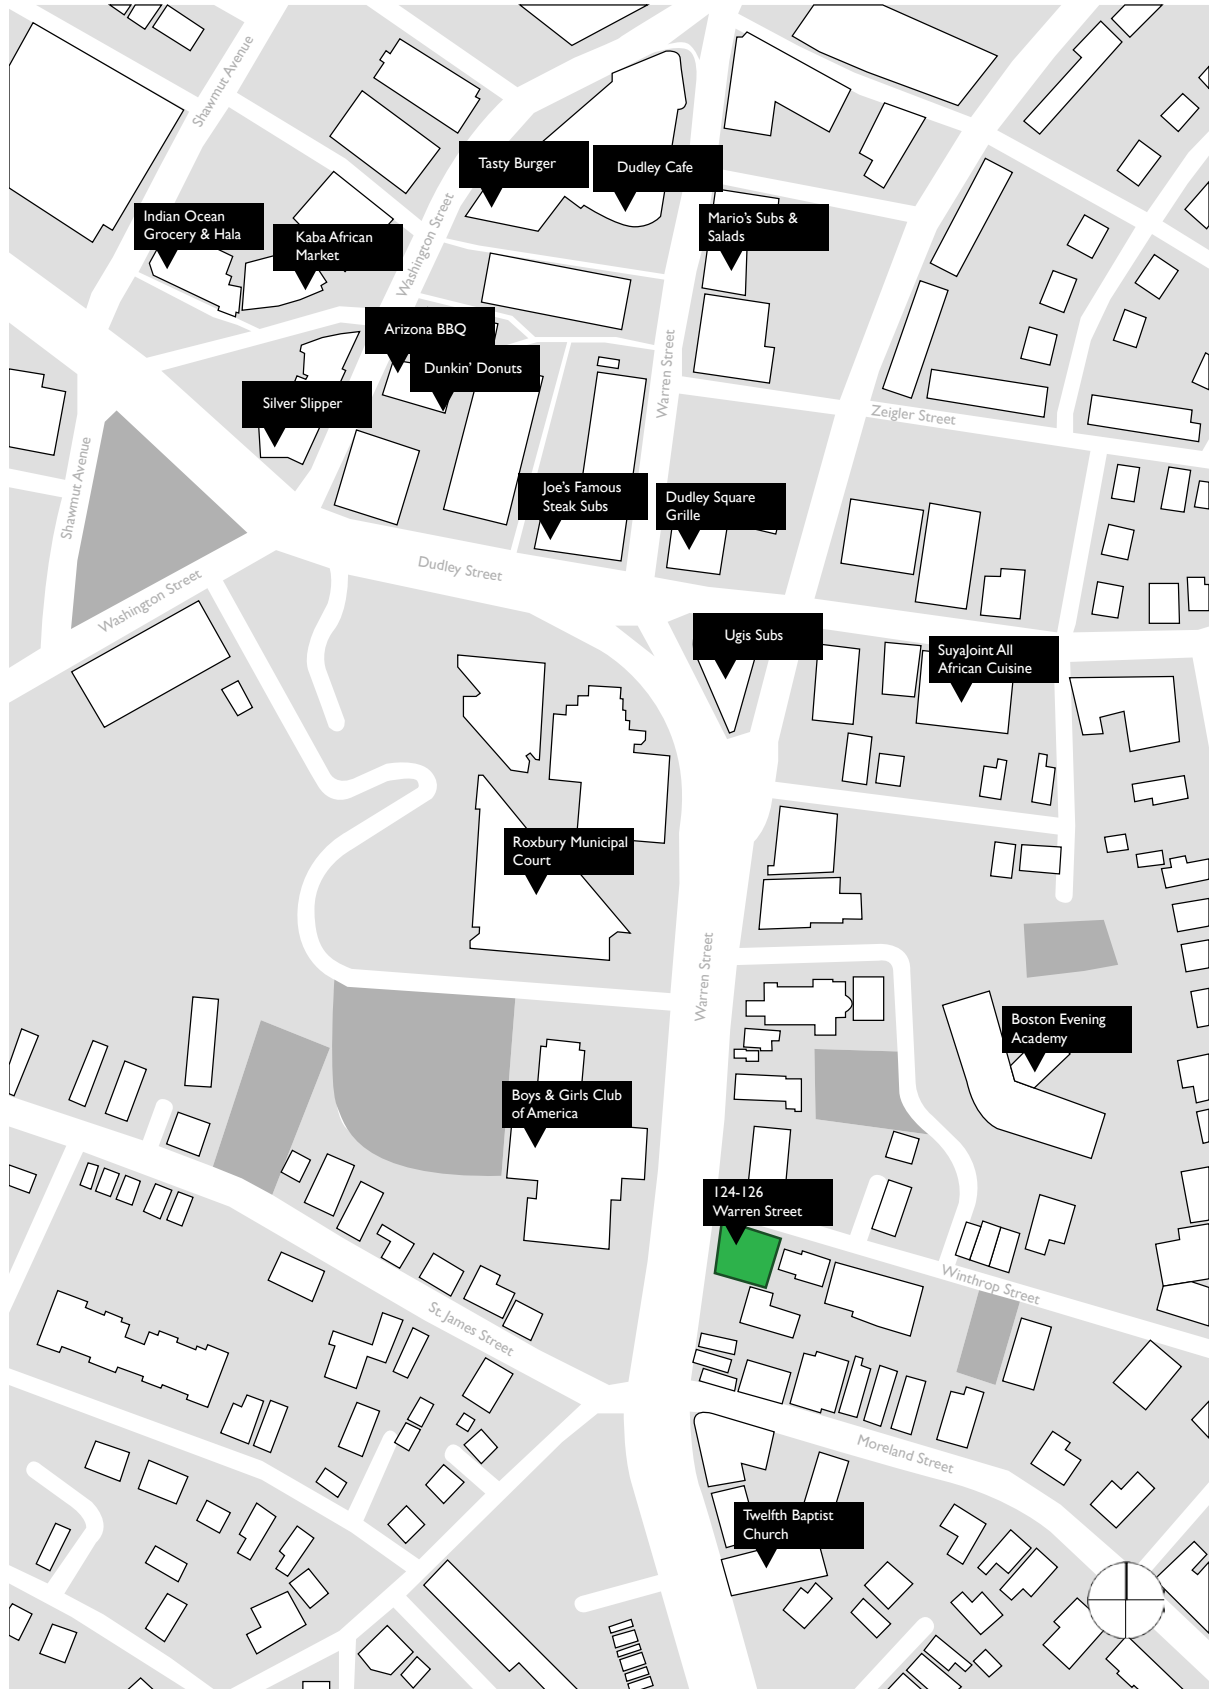 Shawmut Avenue
Tasty Burger
Dudley Cafe
Indian Ocean
Grocery & Hala
Kaba African
Market
Washington Street
Mario's Subs &
Salads
Arizona BBQ
Dunkin' Donuts
Silver Slipper
Warren Street
Zeigler Street
Shawmut Avenue
Joe's Famous
Steak Subs
Dudley Square
Grille
Dudley Street
Washington Street
Ugis Subs
SuyaJoint All
African Cuisine
Roxbury Municipal
Court
Warren Street
Boston Evening
Academy
Boys & Girls Club
of America
124-126
Warren Street
Winthrop Street
St. James Street
Moreland Street
Twelfth Baptist
Church